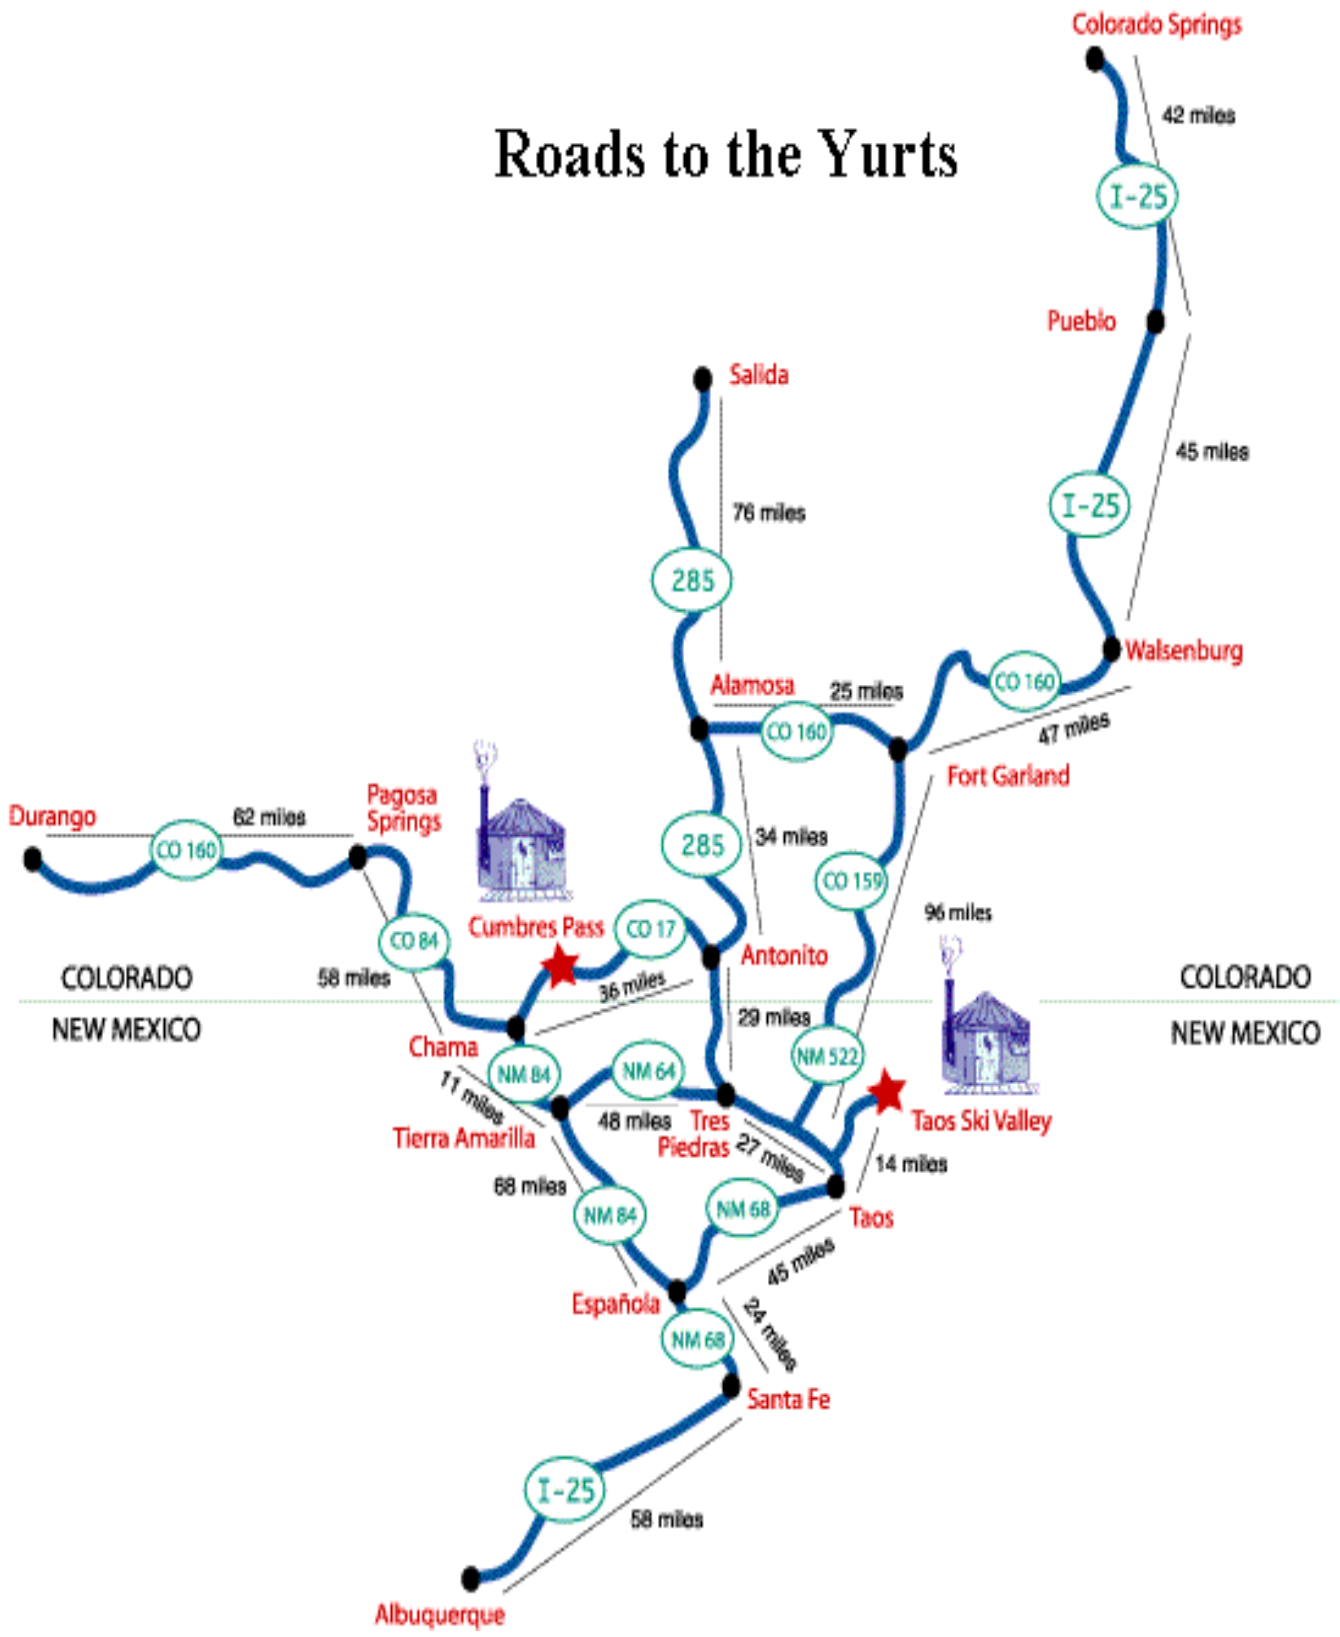 Colorado Springs
42 miles
Roads to the Yurts
I-25
Pueblo
Salida
45 miles
76 miles
I-25
285
Walsenburg
Alamosa
25 miles
CO 160
CO 160
47 miles
Fort Garland
Durango
62 miles
Pagosa
Springs
CO 160
285
34 miles
CO 159
96 miles
Cumbres Pass
CO 17
CO 84
Antonito
58 miles
36 miles
COLORADO
COLORADO
NEW MEXICO
NEW MEXICO
29 miles
Chama
NM 84
NM 64
NM 522
11 miles
48 miles
Tierra Amarilla
Tres
Piedras
27 miles
Taos Ski Valley
14 miles
68 miles
NM 84
NM 68
Taos
45 miles
Española
24 miles
NM 68
Santa Fe
I-25
58 miles
Albuquerque